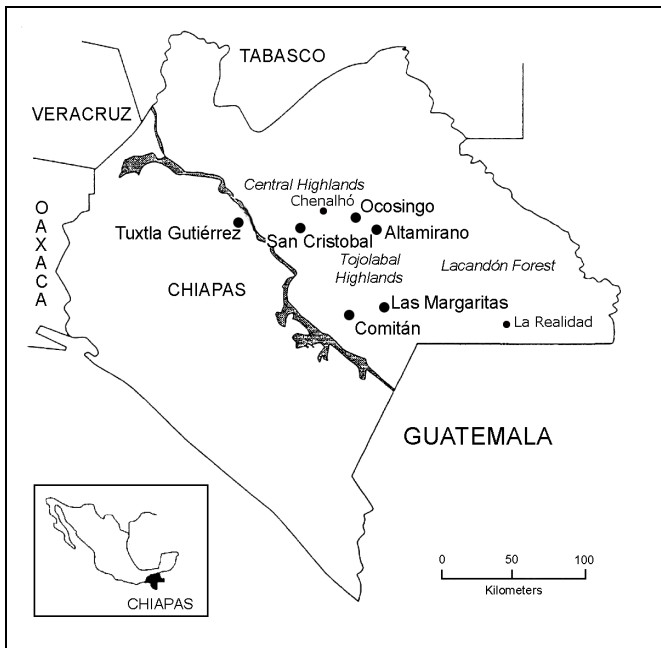 TABASCO
VERACRUZ
OAXACA
Central Highlands
Chenalhó
Ocosingo
Tuxtla Gutiérrez
San Cristobal
Altamirano
Tojolabal
Highlands
Lacandón Forest
CHIAPAS
Las Margaritas
Comitán
La Realidad
GUATEMALA
0 50 100
Kilometers
CHIAPAS